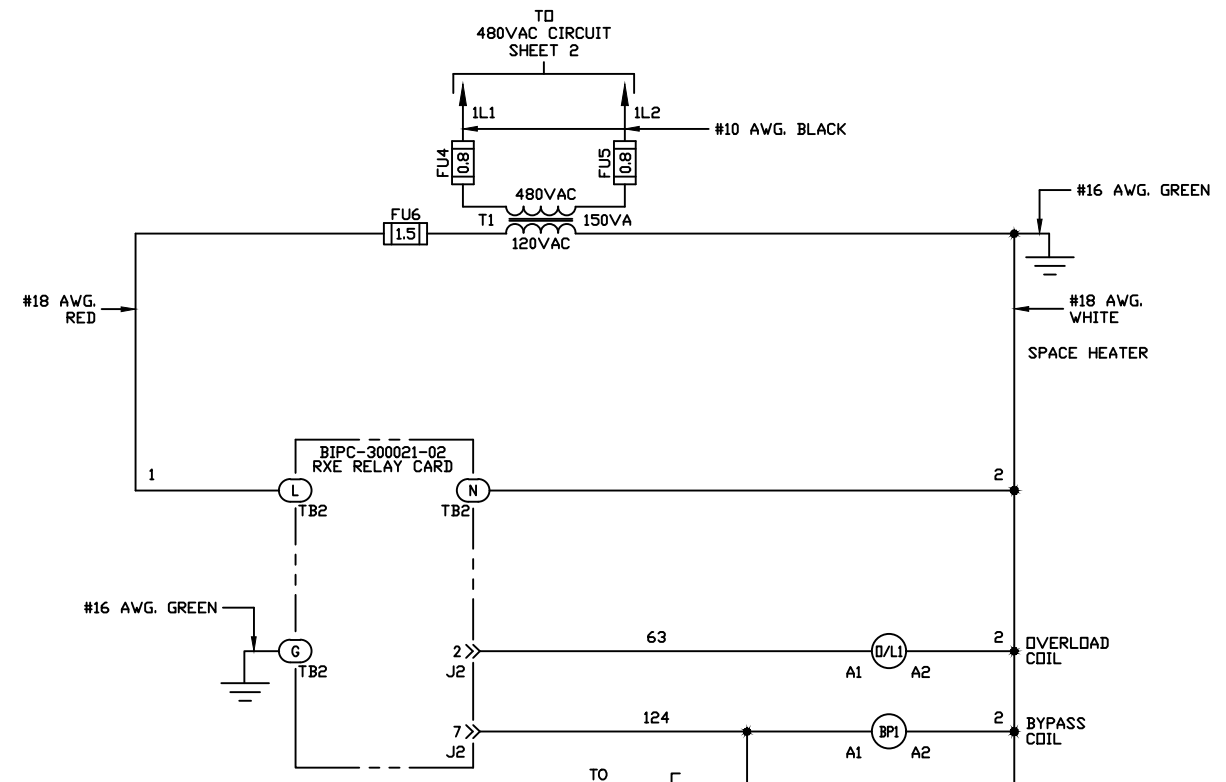 TO
480VAC CIRCUIT
SHEET 2
1L1
1L2
#10 AWG. BLACK
FU4
0.8
FU5
0.8
480VAC
#16 AWG. GREEN
FU6
1.5
T1
150VA
120VAC
#18 AWG.
RED
#18 AWG.
WHITE
SPACE HEATER
BIPC-300021-02
RXE RELAY CARD
1
L
N
2
TB2
TB2
#16 AWG. GREEN
G
TB2
2
J2
63
O/L1
A1
A2
2
OVERLOAD
COIL
7
J2
124
BP1
A1
A2
2
BYPASS
COIL
TO